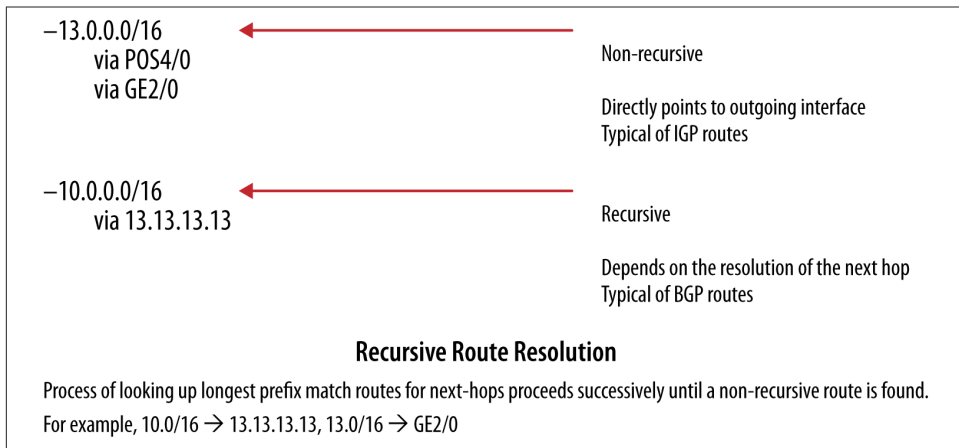 –13.0.0.0/16
via POS4/0
via GE2/0
Non-recursive
Directly points to outgoing interface
Typical of IGP routes
–10.0.0.0/16
via 13.13.13.13
Recursive
Depends on the resolution of the next hop
Typical of BGP routes
Recursive Route Resolution
Process of looking up longest prefix match routes for next-hops proceeds successively until a non-recursive route is found.
For example, 10.0/16 → 13.13.13.13, 13.0/16 → GE2/0